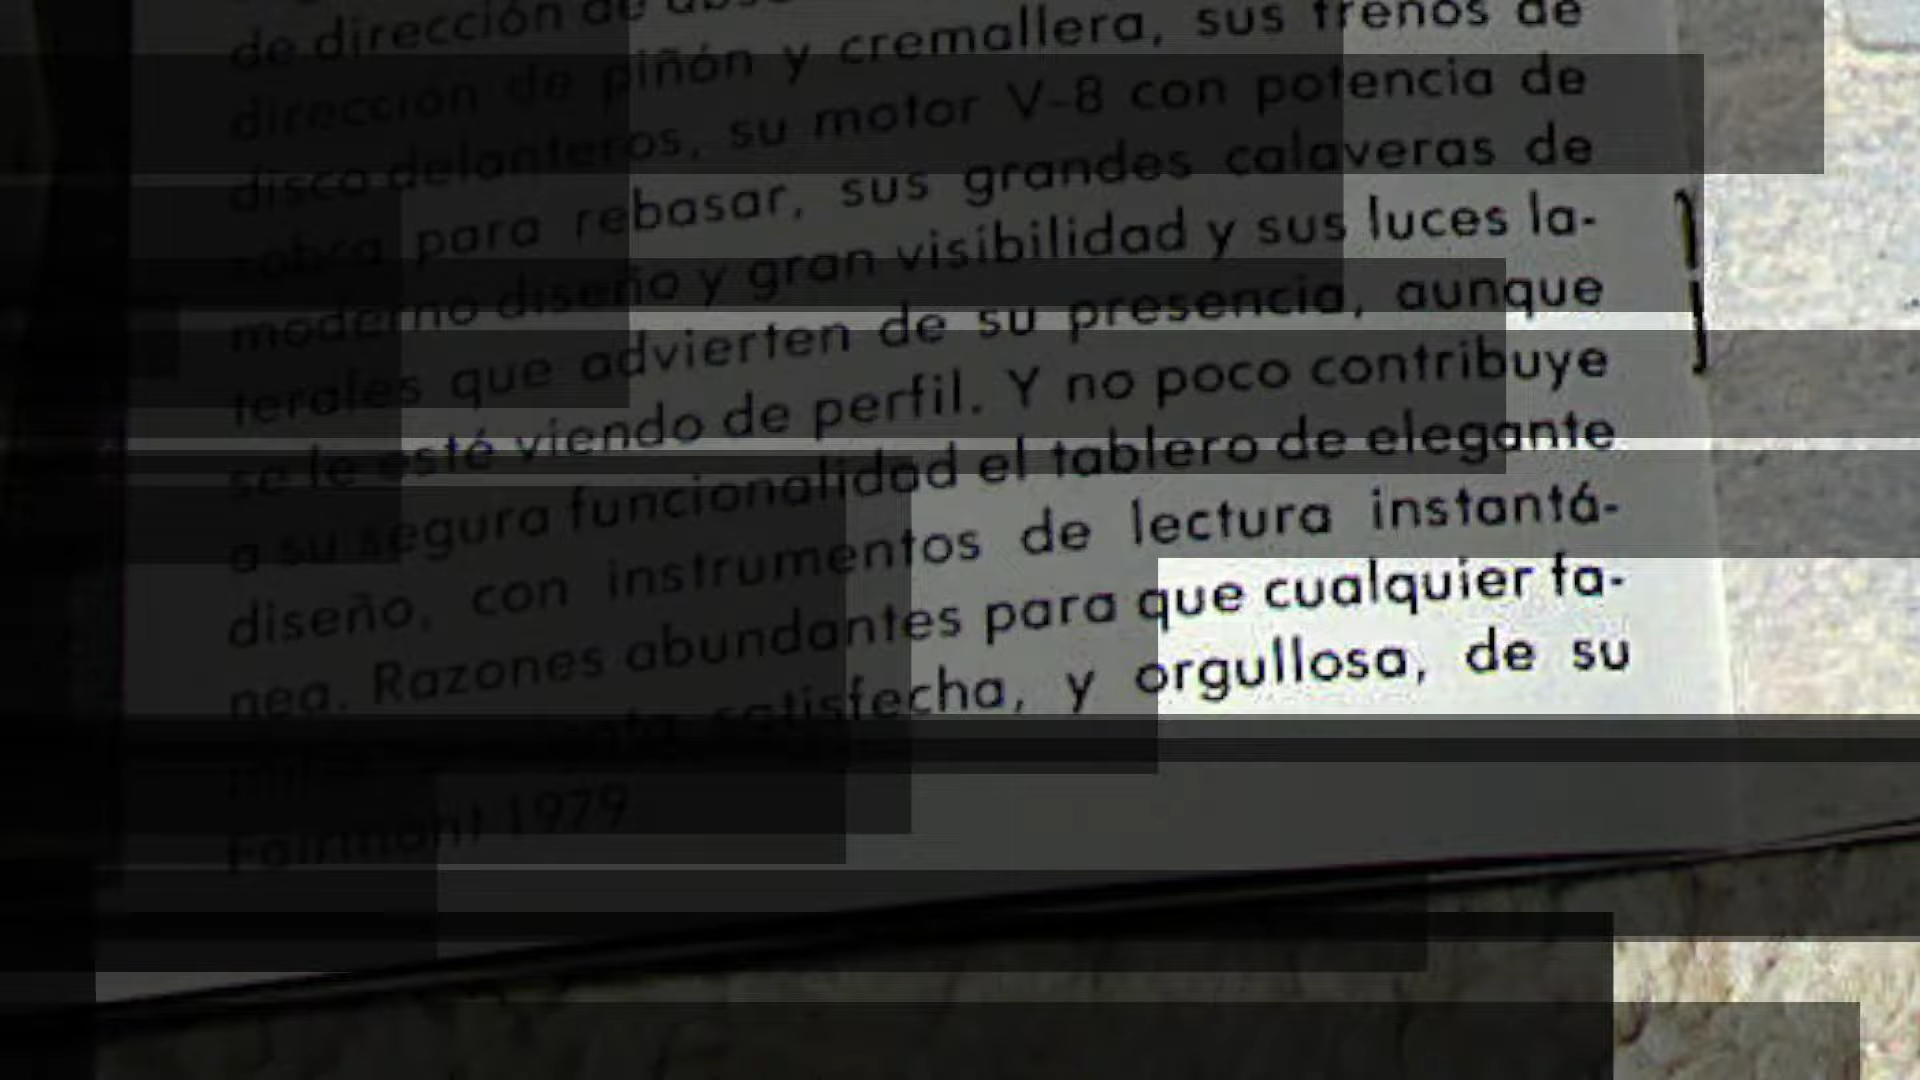 de dirección de
dirección de piñón y cremallera, sus frenos de
disco delanteros, su motor V-8 con potencia de
sobra para rebasar, sus grandes calaveras de
moderno diseño y gran visibilidad y sus luces la-
terales que advierten de su presencia, aunque
se le esté viendo de perfil. Y no poco contribuye
a su segura funcionalidad el tablero de elegante
diseño, con instrumentos de lectura instantá-
nea. Razones abundantes para que cualquier fa-
satisfecha, y orgullosa, de su
Fairmont 1979